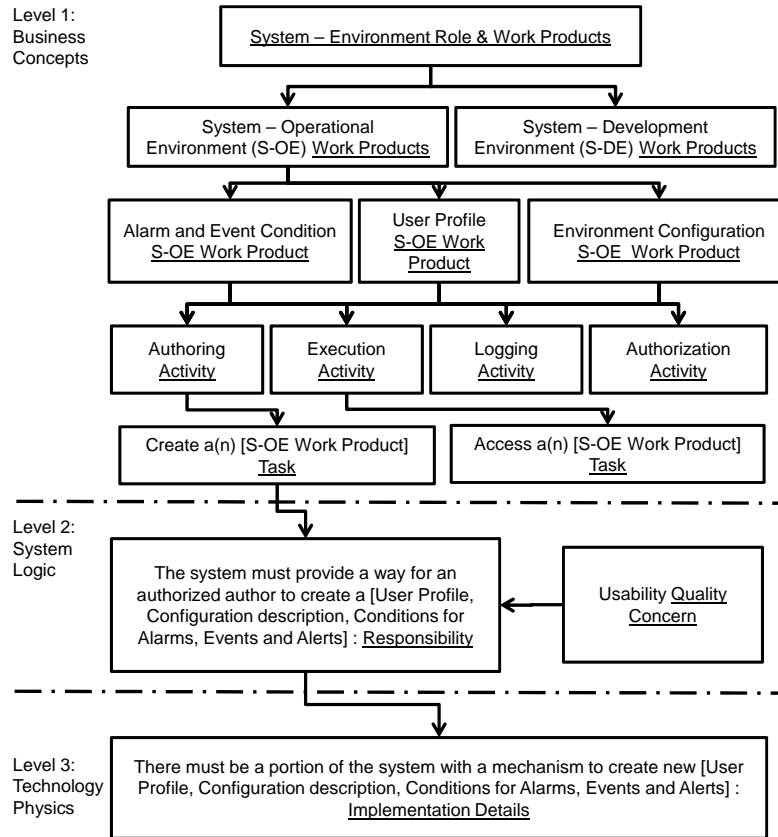 Level 1:
Business
Concepts
System – Environment Role & Work Products
System – Operational
Environment (S-OE) Work Products
System – Development
Environment (S-DE) Work Products
Alarm and Event Condition
S-OE Work Product
User Profile
S-OE Work
Product
Environment Configuration
S-OE Work Product
Authoring
Activity
Execution
Activity
Logging
Activity
Authorization
Activity
Create a(n) [S-OE Work Product]
Task
Access a(n) [S-OE Work Product]
Task
Level 2:
System
Logic
The system must provide a way for an
authorized author to create a [User Profile,
Configuration description, Conditions for
Alarms, Events and Alerts] : Responsibility
Usability Quality
Concern
Level 3:
Technology
Physics
There must be a portion of the system with a mechanism to create new [User
Profile, Configuration description, Conditions for Alarms, Events and Alerts] :
Implementation Details